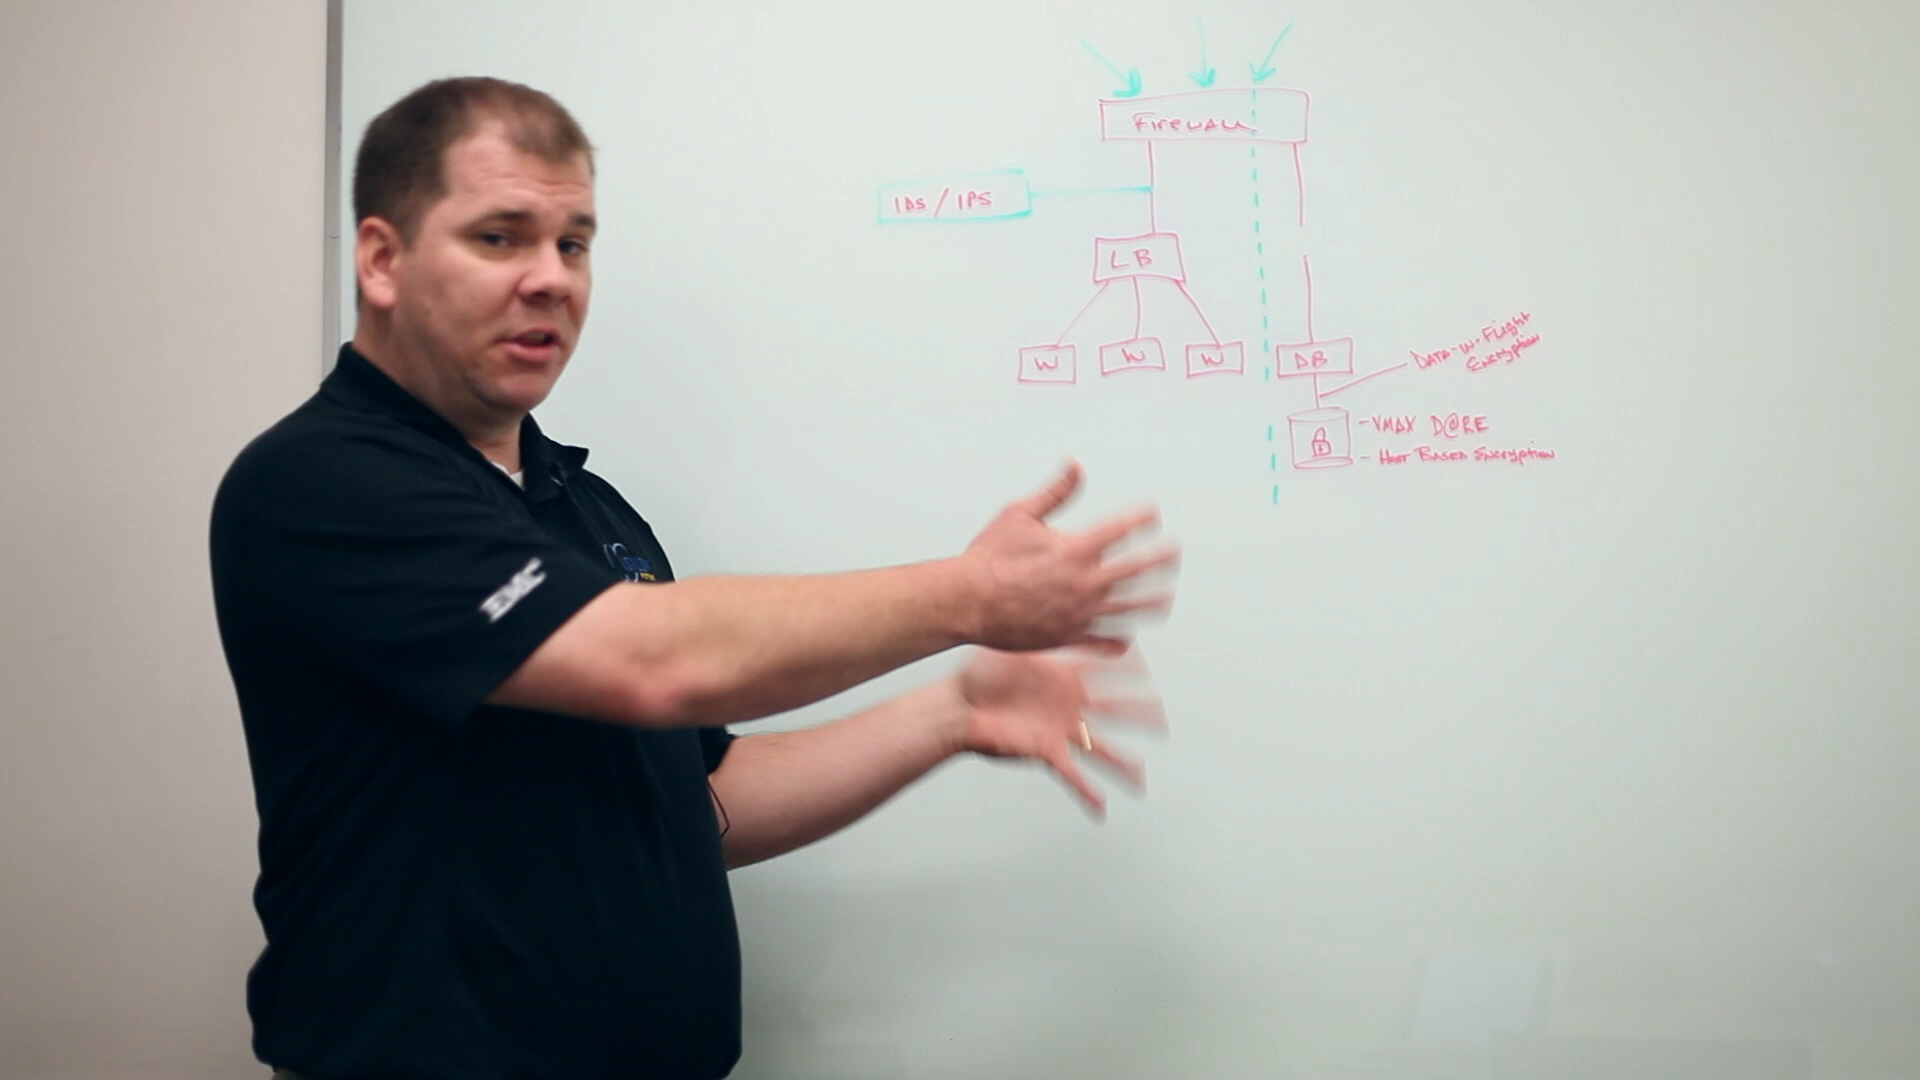 Firewall
IDS / IPS
LB
W W W DB
DATA-IN-Flight
Encryption
-VMAX D@RE
- Host Based Encryption
EMC